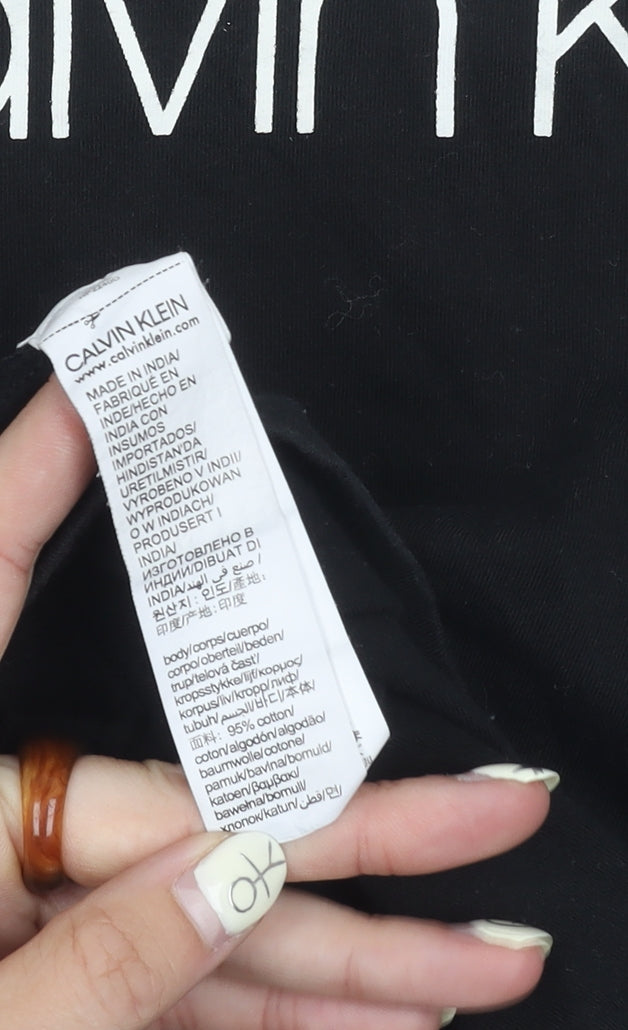 alvin k
CALVIN KLEIN
www.calvinklein.com
MADE IN INDIA/
FABRIQUÉ EN
INDE/HECHO EN
INDIA CON
INSUMOS
IMPORTADOS/
HINDISTAN'DA
URETILMISTIR/
VYROBENO V INDII/
WYPRODUKOWAN
O W INDIACH/
PRODUSERT I
INDIA/
ИЗГОТОВЛЕНО В
ИНДИИ/DIBUAT DI
INDIA/صنع في الهند/
원산지: 인도/產地:
印度/产地: 印度
body/corps/cuerpo/
corpo/oberteil/beden/
trup/telová časť/
kropsstykke/lijf/κορμος/
korpus/liv/kropp/лиф/
tubuh/الجسم/바디/本体/
面料: 95% cotton/
coton/algodón/algodão/
baumwolle/cotone/
pamuk/bavlna/bomuld/
katoen/βαμβακι/
bawełna/bomull/
хлопок/katun/قطن/면/